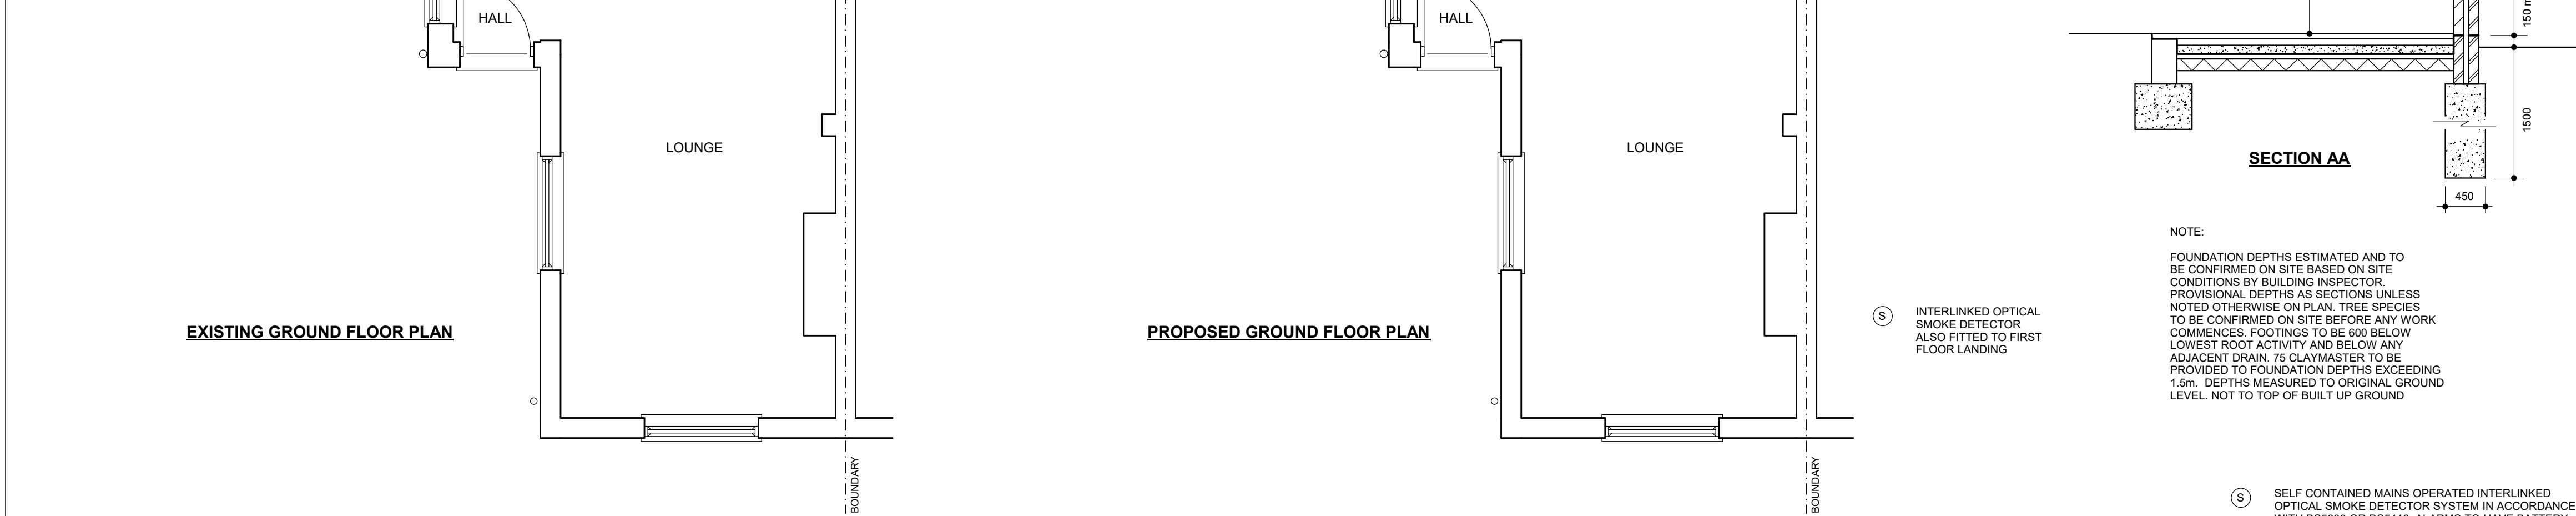 HALL
LOUNGE
EXISTING GROUND FLOOR PLAN
BOUNDARY
HALL
LOUNGE
PROPOSED GROUND FLOOR PLAN
BOUNDARY
S
INTERLINKED OPTICAL
SMOKE DETECTOR
ALSO FITTED TO FIRST
FLOOR LANDING
150
1500
SECTION AA
450
NOTE:
FOUNDATION DEPTHS ESTIMATED AND TO
BE CONFIRMED ON SITE BASED ON SITE
CONDITIONS BY BUILDING INSPECTOR.
PROVISIONAL DEPTHS AS SECTIONS UNLESS
NOTED OTHERWISE ON PLAN. TREE SPECIES
TO BE CONFIRMED ON SITE BEFORE ANY WORK
COMMENCES. FOOTINGS TO BE 600 BELOW
LOWEST ROOT ACTIVITY AND BELOW ANY
ADJACENT DRAIN. 75 CLAYMASTER TO BE
PROVIDED TO FOUNDATION DEPTHS EXCEEDING
1.5m. DEPTHS MEASURED TO ORIGINAL GROUND
LEVEL. NOT TO TOP OF BUILT UP GROUND
S
SELF CONTAINED MAINS OPERATED INTERLINKED
OPTICAL SMOKE DETECTOR SYSTEM IN ACCORDANCE